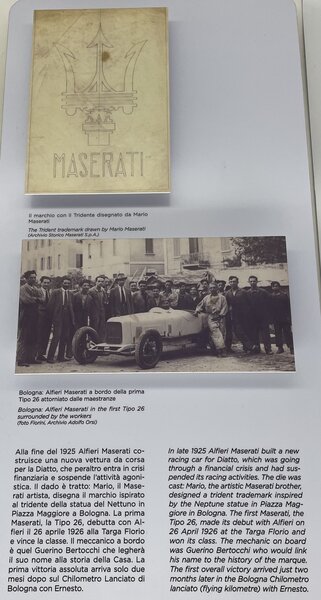 MASERATI
Il marchio con il Tridente disegnato da Mario
Maserati
The Trident trademark drawn by Mario Maserati
(Archivio Storico Maserati S.p.A.)
Bologna: Alfieri Maserati a bordo della prima
Tipo 26 attorniato dalle maestranze
Bologna: Alfieri Maserati in the first Tipo 26
surrounded by the workers
(foto Fiorini, Archivio Adolfo Orsi)
Alla fine del 1925 Alfieri Maserati co-
struisce una nuova vettura da corsa
per la Diatto, che peraltro entra in crisi
finanziaria e sospende l'attività agoni-
stica. Il dado è tratto: Mario, il Mase-
rati artista, disegna il marchio ispirato
al tridente della statua del Nettuno in
Piazza Maggiore a Bologna. La prima
Maserati, la Tipo 26, debutta con Al-
fieri il 26 aprile 1926 alla Targa Florio
e vince la classe. Il meccanico a bordo
è quel Guerino Bertocchi che legherà
il suo nome alla storia della Casa. La
prima vittoria assoluta arriva solo due
mesi dopo sul Chilometro Lanciato di
Bologna con Ernesto.
In late 1925 Alfieri Maserati built a new
racing car for Diatto, which was going
through a financial crisis and had sus-
pended its racing activities. The die was
cast: Mario, the artistic Maserati brother,
designed a trident trademark inspired
by the Neptune statue in Piazza Mag-
giore in Bologna. The first Maserati, the
Tipo 26, made its debut with Alfieri on
26 April 1926 at the Targa Florio and
won its class. The mechanic on board
was Guerino Bertocchi who would link
his name to the history of the marque.
The first overall victory arrived just two
months later in the Bologna Chilometro
lanciato (flying kilometre) with Ernesto.